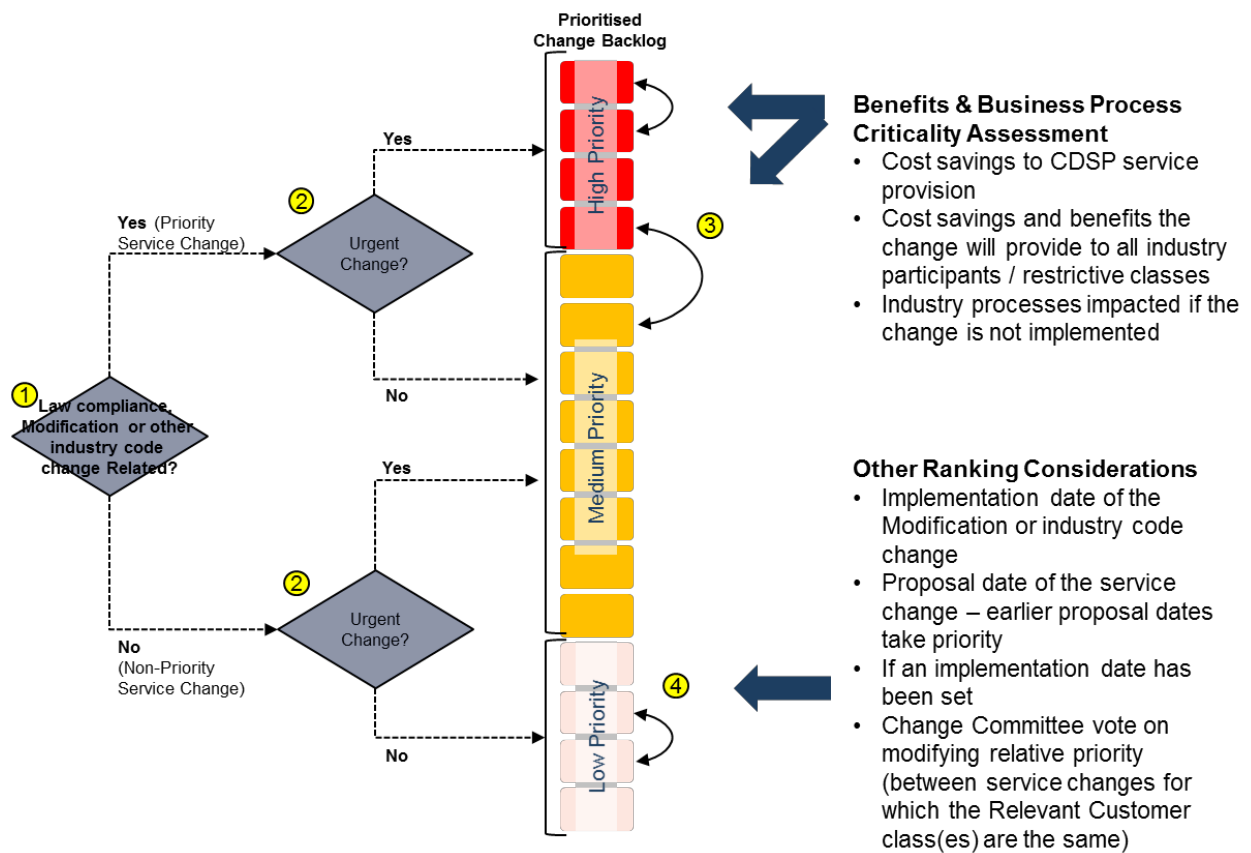 Prioritised
Change Backlog
Yes
2
Yes (Priority
Service Change)
Urgent
Change?
No
1
Law compliance,
Modification or other
industry code
change Related?
Yes
2
No
(Non-Priority
Service Change)
Urgent
Change?
No
High Priority
3
Medium Priority
Low Priority
4
Benefits & Business Process
Criticality Assessment
• Cost savings to CDSP service
provision
• Cost savings and benefits the
change will provide to all industry
participants / restrictive classes
• Industry processes impacted if the
change is not implemented
Other Ranking Considerations
• Implementation date of the
Modification or industry code
change
• Proposal date of the service
change – earlier proposal dates
take priority
• If an implementation date has
been set
• Change Committee vote on
modifying relative priority
(between service changes for
which the Relevant Customer
class(es) are the same)